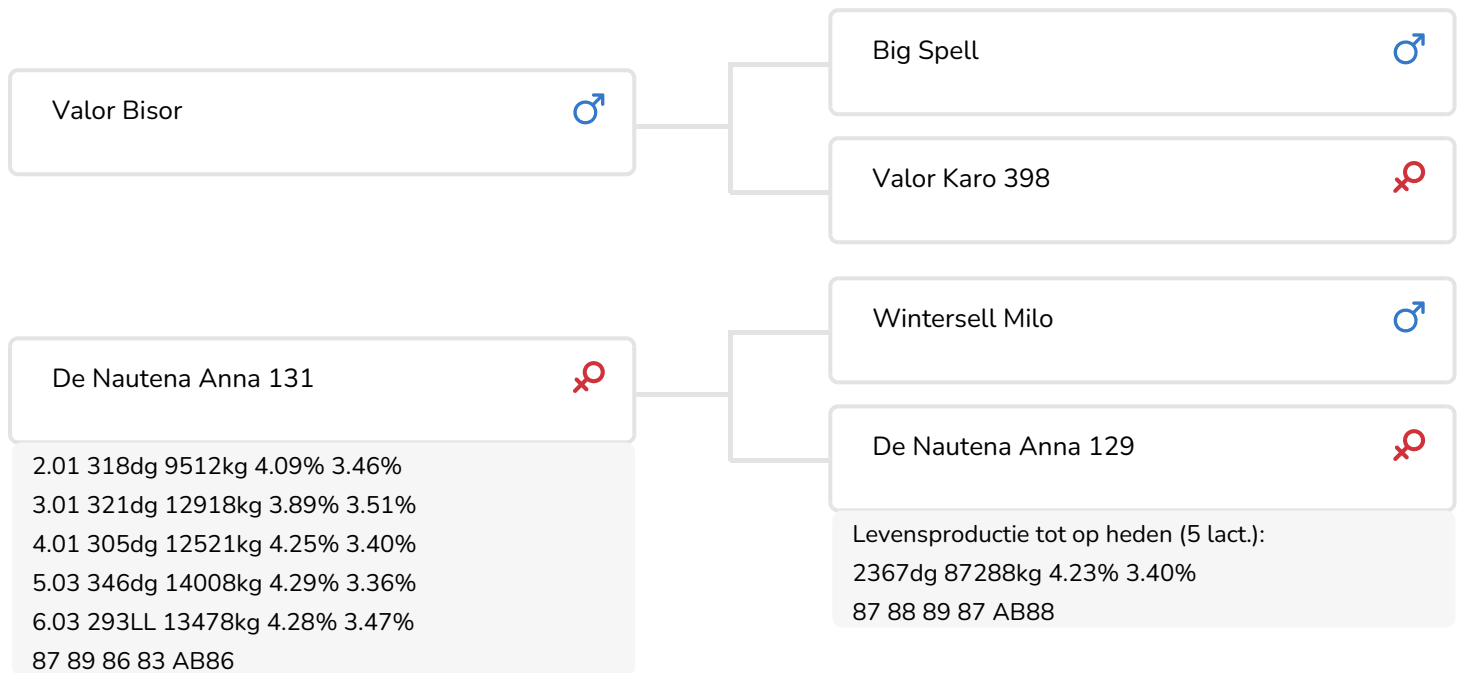 Valor Bisor
Big Spell
Valor Karo 398
De Nautena Anna 131
2.01 318dg 9512kg 4.09% 3.46%
3.01 321dg 12918kg 3.89% 3.51%
4.01 305dg 12521kg 4.25% 3.40%
5.03 346dg 14008kg 4.29% 3.36%
6.03 293LL 13478kg 4.28% 3.47%
87 89 86 83 AB86
Wintersell Milo
De Nautena Anna 129
Levensproductie tot op heden (5 lact.):
2367dg 87288kg 4.23% 3.40%
87 88 89 87 AB88